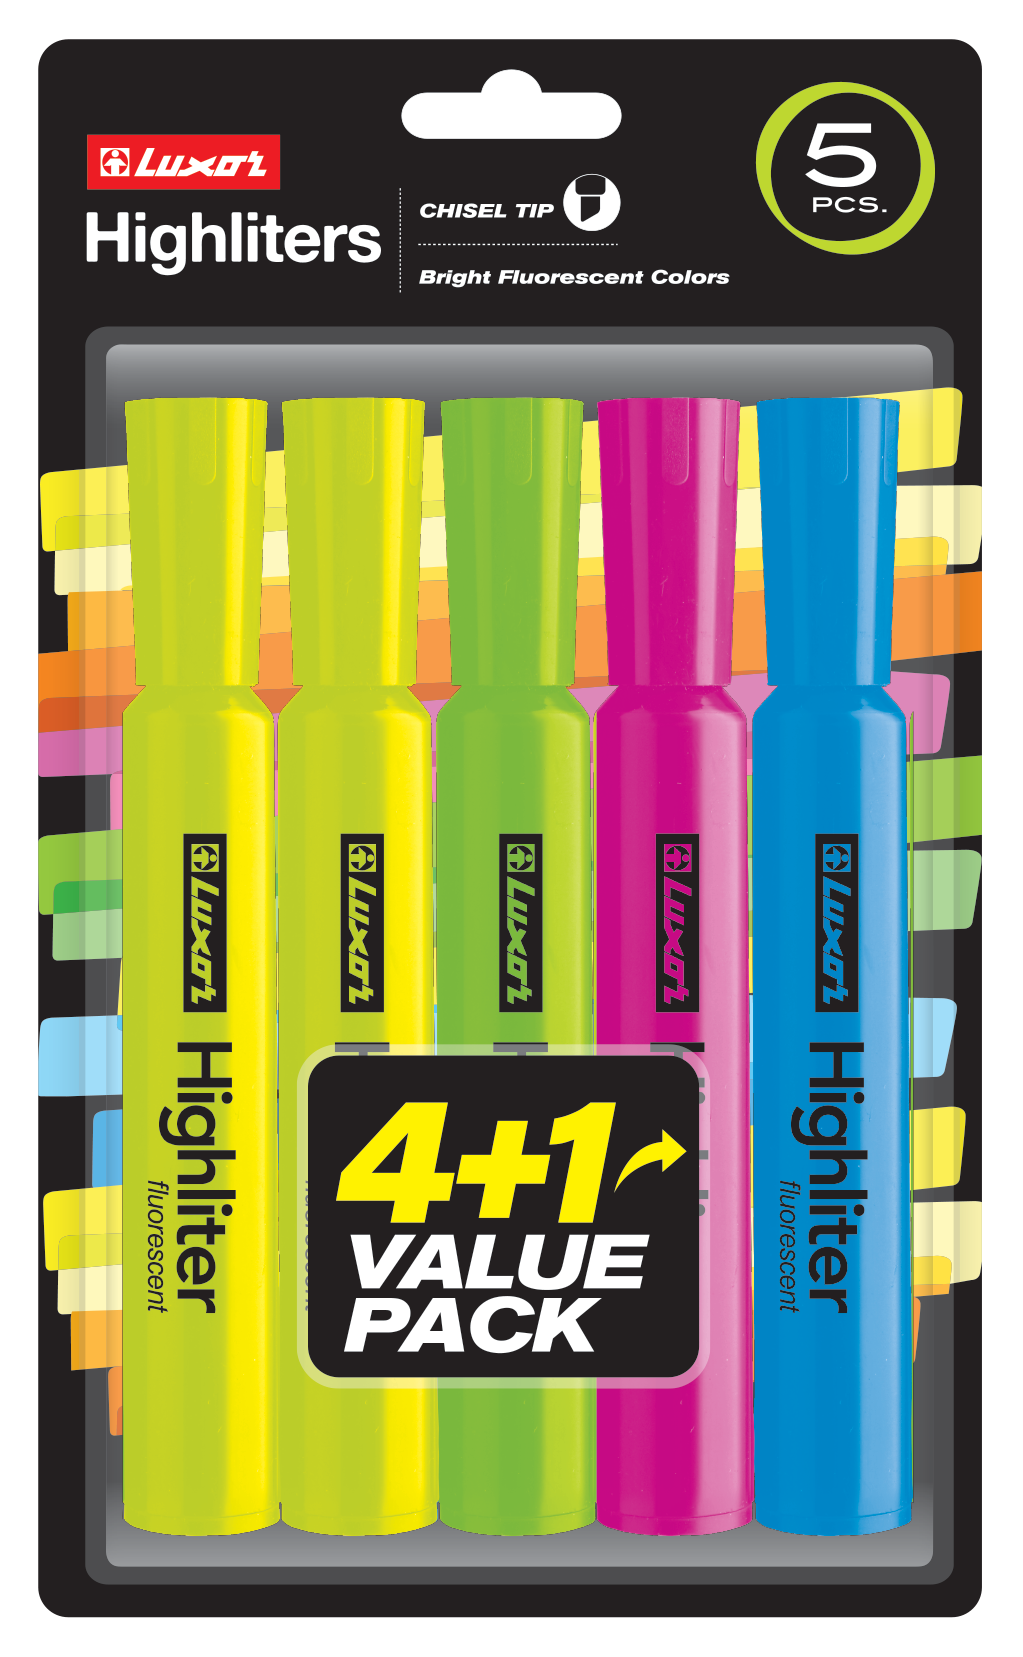 Luxor
Highliters
CHISEL TIP
Bright Fluorescent Colors
5
PCS.
Luxor
Highliter
fluorescent
Luxor
Luxor
Luxor
Luxor
Highliter
fluorescent
4+1
VALUE
PACK